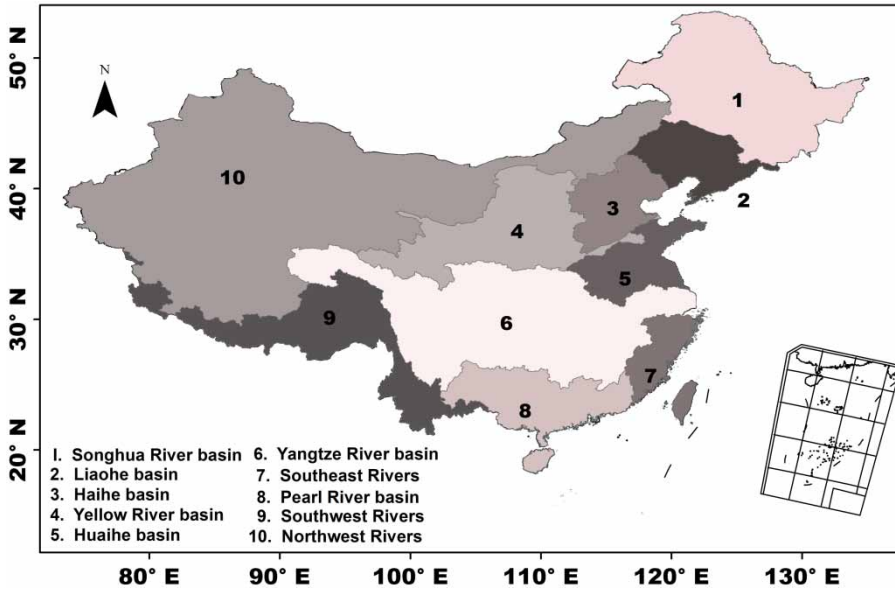 50° N
40° N
30° N
20° N
N
1
2
3
4
5
6
7
8
9
10
I. Songhua River basin
2. Liaohe basin
3. Haihe basin
4. Yellow River basin
5. Huaihe basin
6. Yangtze River basin
7. Southeast Rivers
8. Pearl River basin
9. Southwest Rivers
10. Northwest Rivers
80° E
90° E
100° E
110° E
120° E
130° E